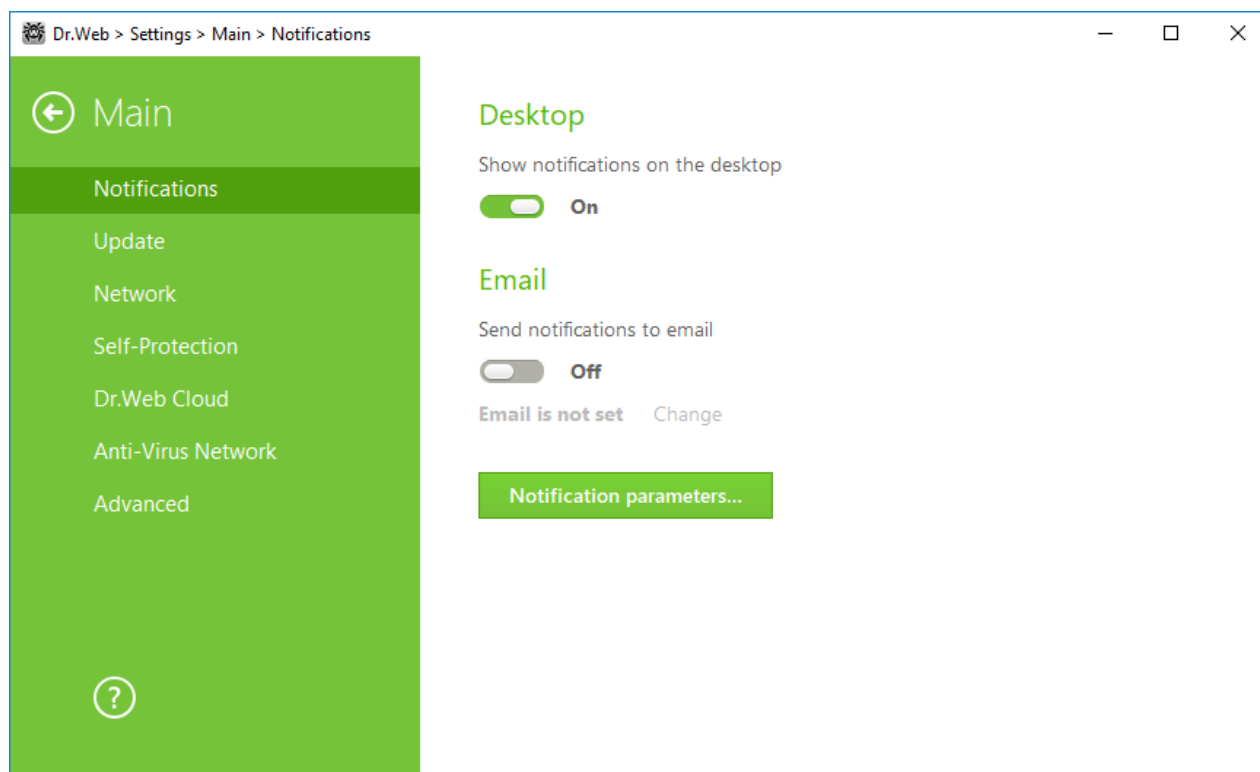 Dr.Web > Settings > Main > Notifications
Main
Notifications
Update
Network
Self-Protection
Dr.Web Cloud
Anti-Virus Network
Advanced
?
Desktop
Show notifications on the desktop
On
Email
Send notifications to email
Off
Email is not set Change
Notification parameters...